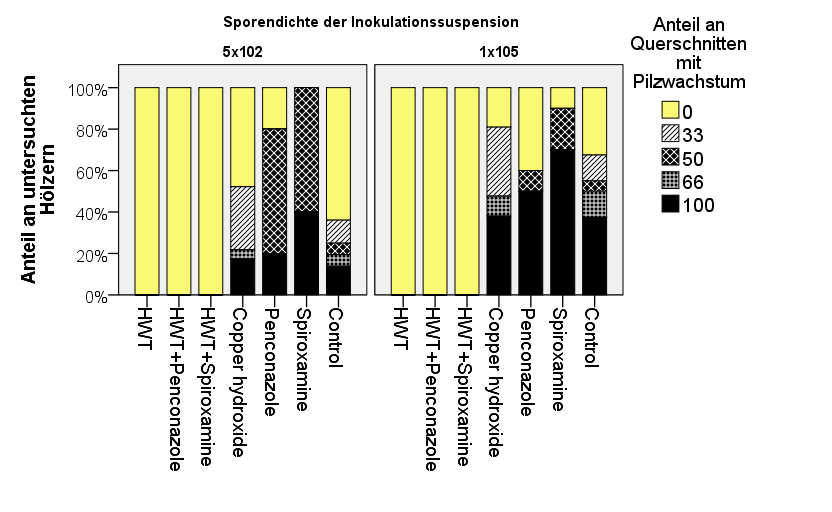 Sporendichte der Inokulationssuspension
5x102
1x105
Anteil an untersuchten
Hölzern
100%
80%
60%
40%
20%
0%
HWT
HWT+Penconazole
HWT+Spiroxamine
Copper hydroxide
Penconazole
Spiroxamine
Control
HWT
HWT+Penconazole
HWT+Spiroxamine
Copper hydroxide
Penconazole
Spiroxamine
Control
Anteil an
Querschnitten
mit
Pilzwachstum
0
33
50
66
100